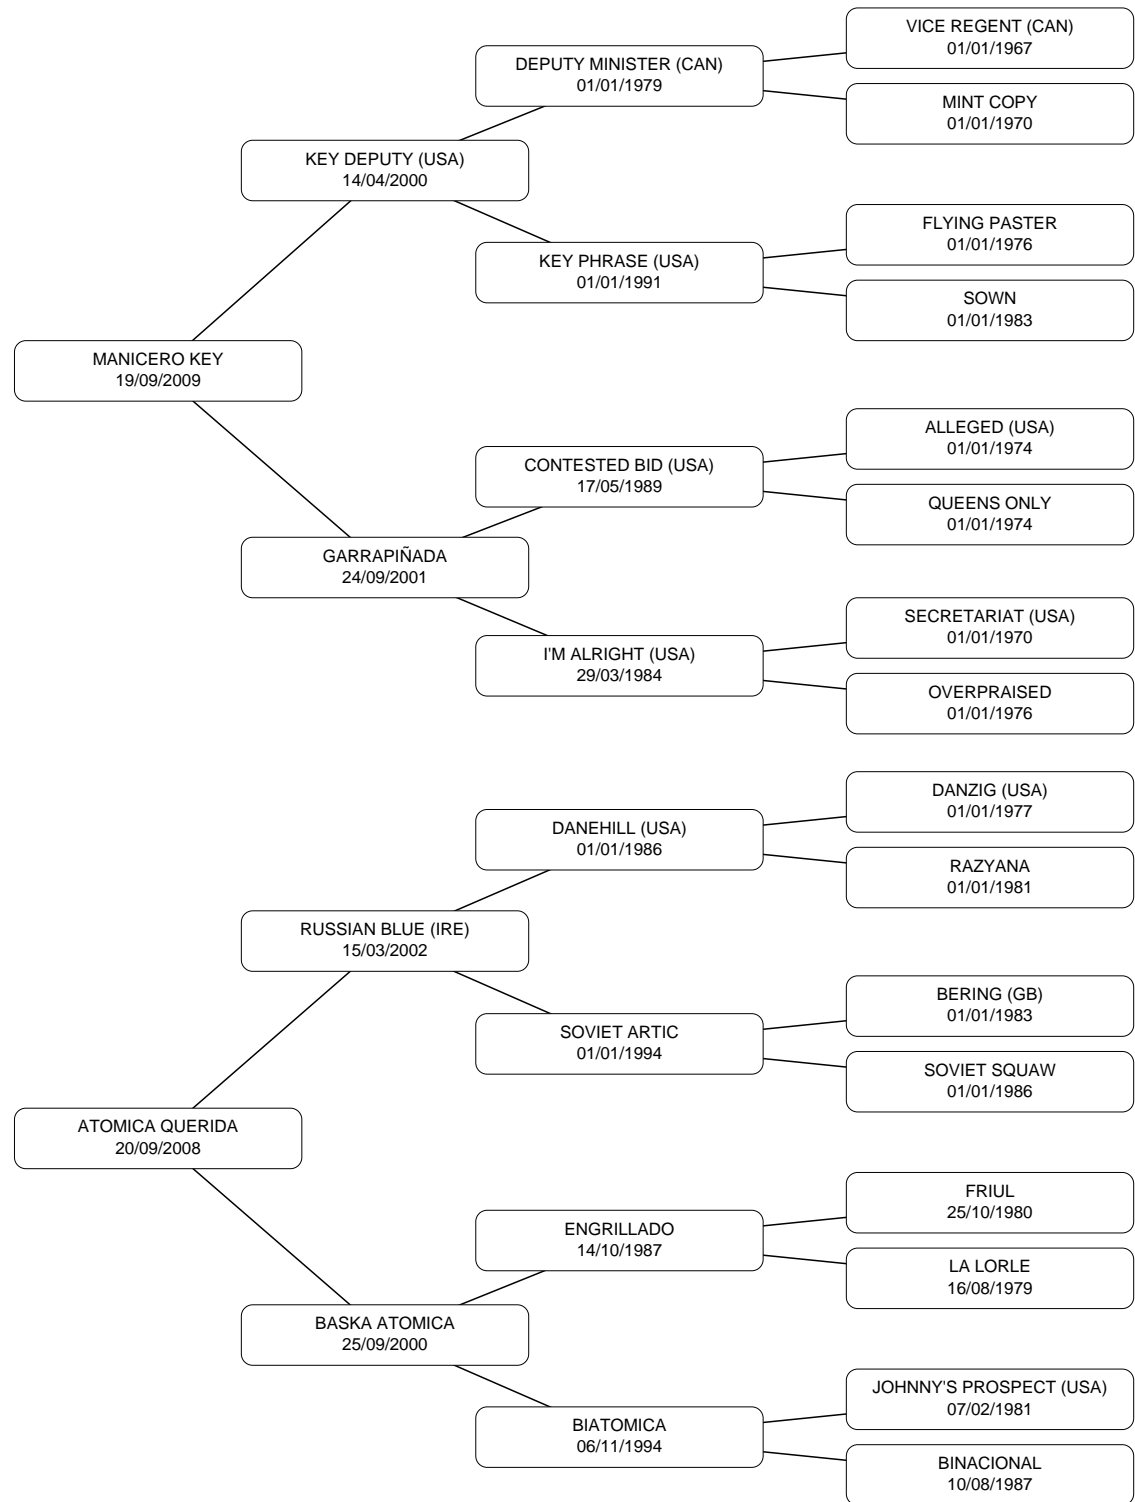 VICE REGENT (CAN)
01/01/1967
DEPUTY MINISTER (CAN)
01/01/1979
MINT COPY
01/01/1970
KEY DEPUTY (USA)
14/04/2000
FLYING PASTER
01/01/1976
KEY PHRASE (USA)
01/01/1991
SOWN
01/01/1983
MANICERO KEY
19/09/2009
ALLEGED (USA)
01/01/1974
CONTESTED BID (USA)
17/05/1989
QUEENS ONLY
01/01/1974
GARRAPIÑADA
24/09/2001
SECRETARIAT (USA)
01/01/1970
I'M ALRIGHT (USA)
29/03/1984
OVERPRAISED
01/01/1976
DANZIG (USA)
01/01/1977
DANEHILL (USA)
01/01/1986
RAZYANA
01/01/1981
RUSSIAN BLUE (IRE)
15/03/2002
BERING (GB)
01/01/1983
SOVIET ARTIC
01/01/1994
SOVIET SQUAW
01/01/1986
ATOMICA QUERIDA
20/09/2008
FRIUL
25/10/1980
ENGRILLADO
14/10/1987
LA LORLE
16/08/1979
BASKA ATOMICA
25/09/2000
JOHNNY'S PROSPECT (USA)
07/02/1981
BIATOMICA
06/11/1994
BINACIONAL
10/08/1987